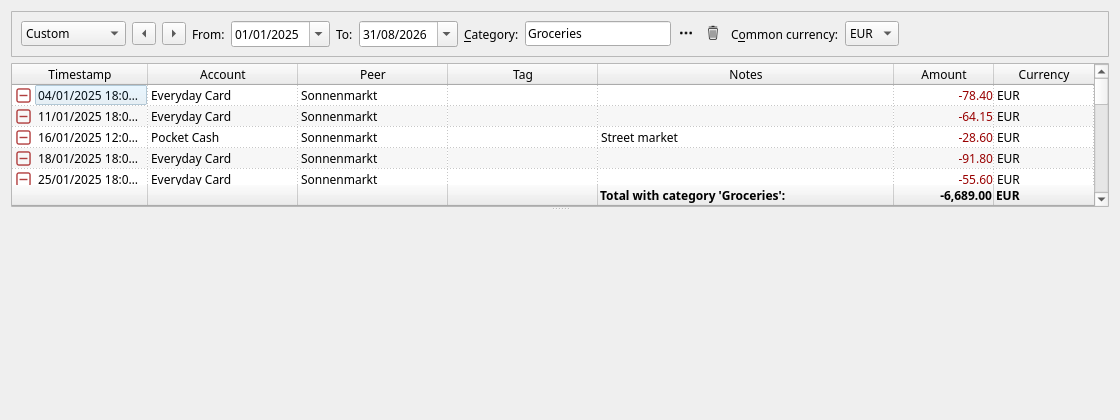 Custom From: 01/01/2025 To: 31/08/2026 Category: Groceries ... Common currency: EUR
Timestamp Account Peer Tag Notes Amount Currency
04/01/2025 18:0... Everyday Card Sonnenmarkt -78.40 EUR
11/01/2025 18:0... Everyday Card Sonnenmarkt -64.15 EUR
16/01/2025 12:0... Pocket Cash Sonnenmarkt Street market -28.60 EUR
18/01/2025 18:0... Everyday Card Sonnenmarkt -91.80 EUR
25/01/2025 18:0... Everyday Card Sonnenmarkt -55.60 EUR
Total with category 'Groceries': -6,689.00 EUR